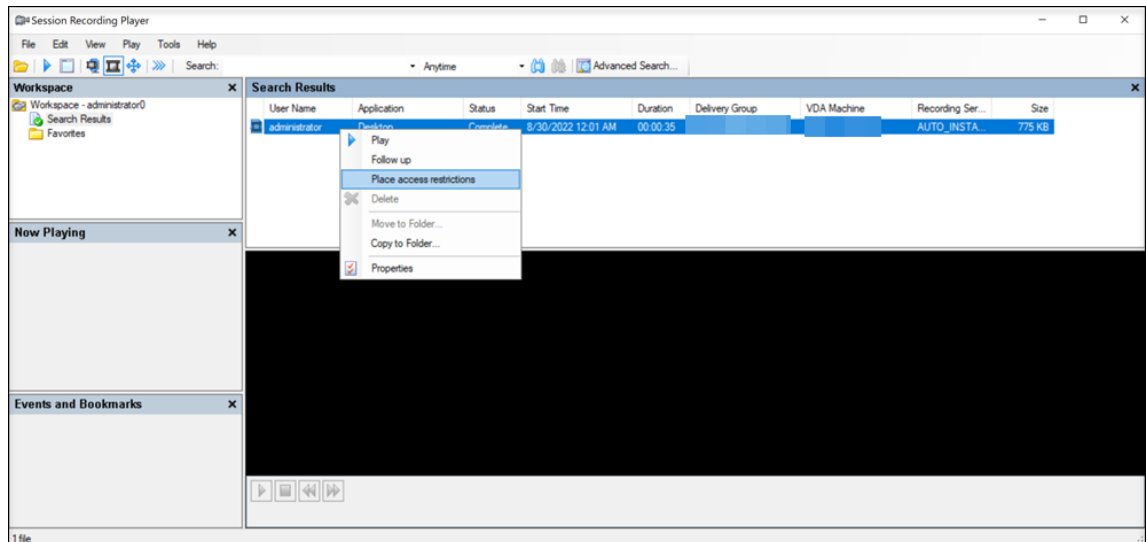 Session Recording Player
File Edit View Play Tools Help
Search: Anytime Advanced Search...
Workspace
Workspace - administrator0
Search Results
Favorites
Search Results
User Name Application Status Start Time Duration Delivery Group VDA Machine Recording Ser... Size
administrator Desktop Complete 8/30/2022 12:01 AM 00:00:35 AUTO_INSTA... 775 KB
Play
Follow up
Place access restrictions
Delete
Move to Folder...
Copy to Folder...
Properties
Now Playing
Events and Bookmarks
1 file